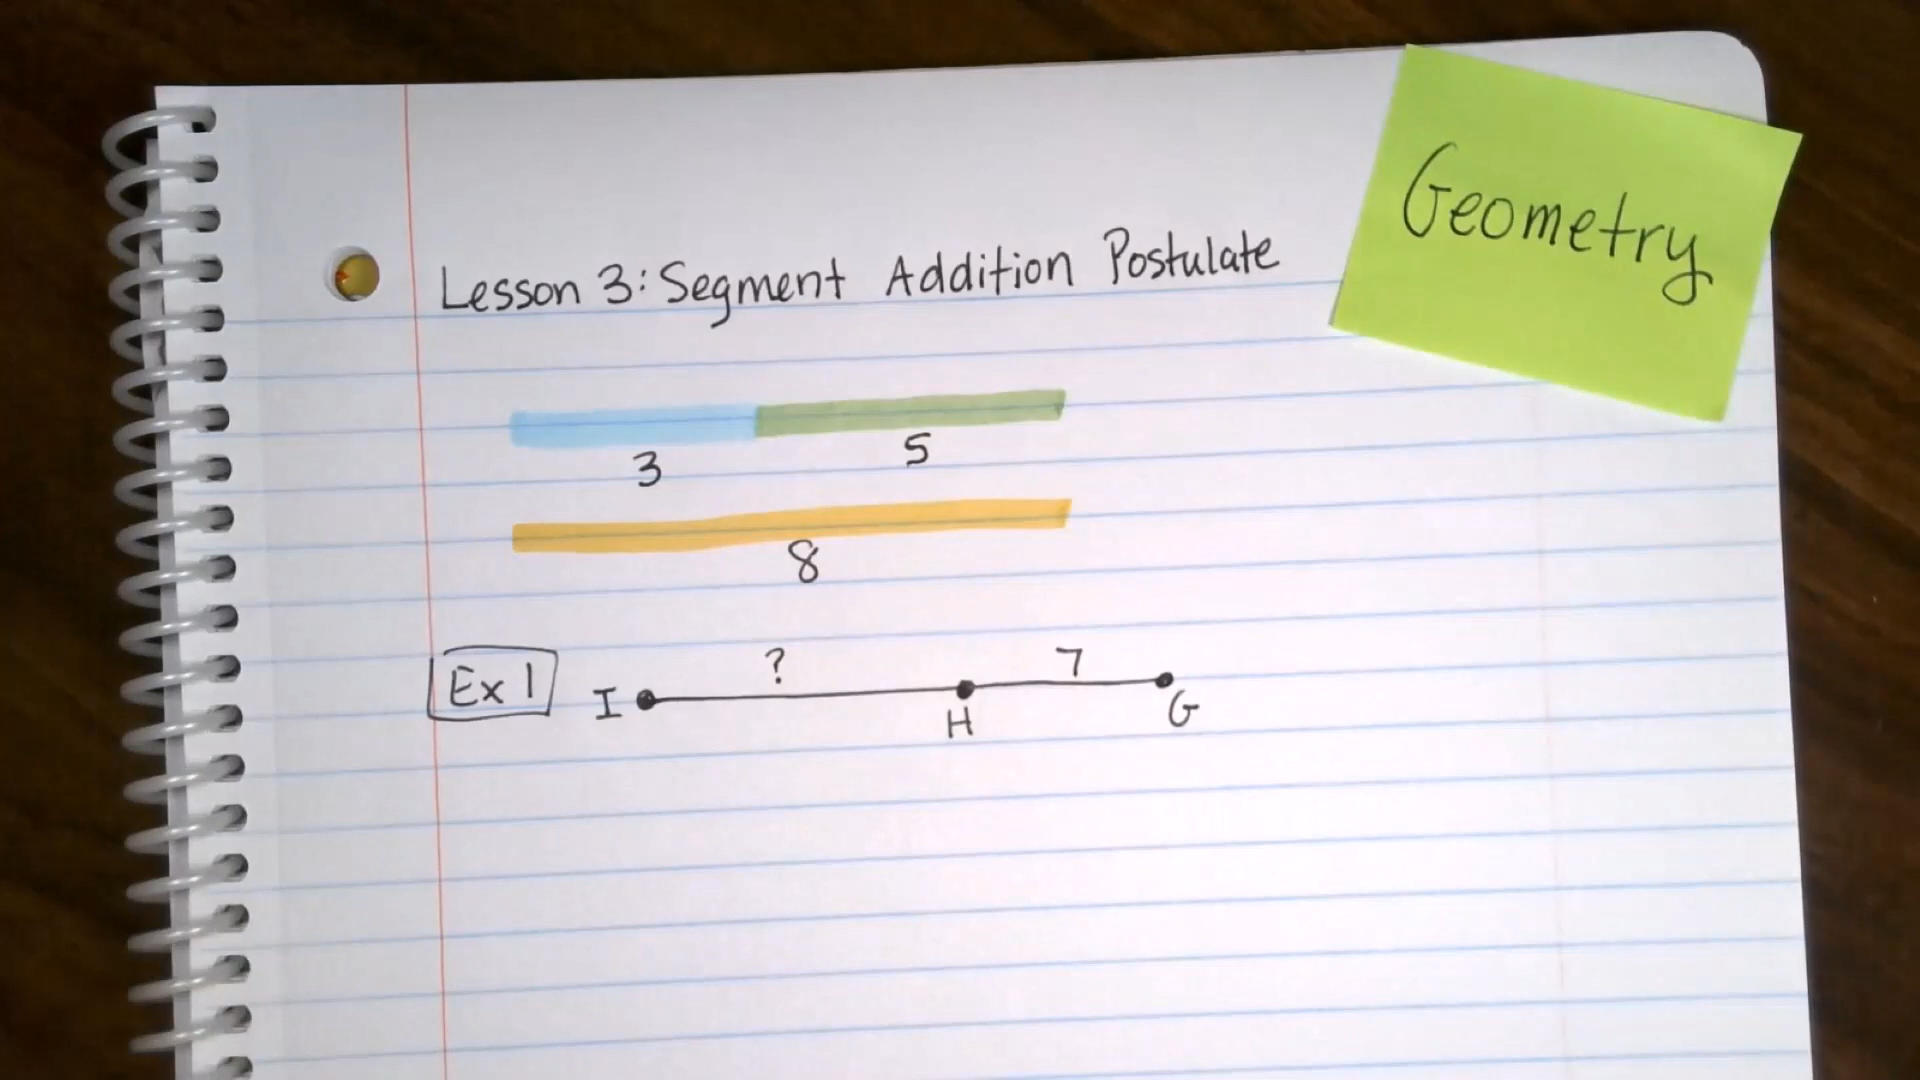 Geometry
Lesson 3: Segment Addition Postulate
3 5
8
Ex 1
? 7
I H G